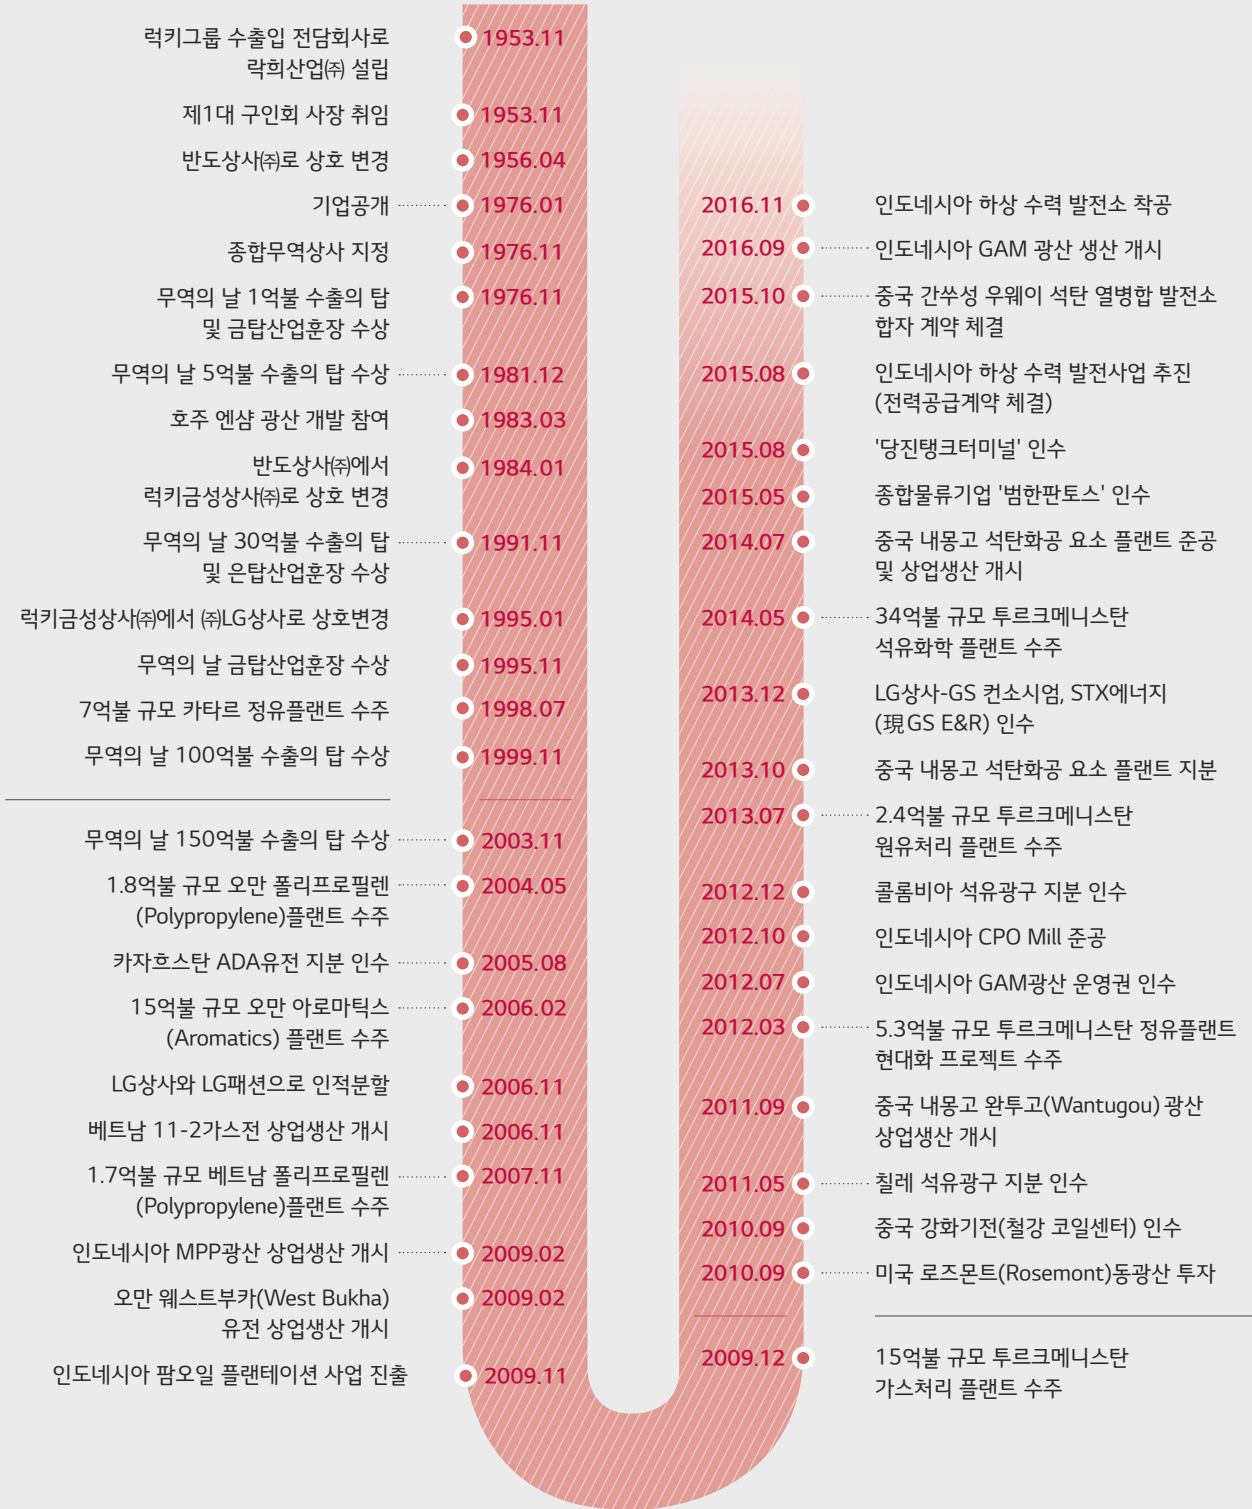 럭키그룹 수출입 전담회사로
락희산업㈜ 설립
1953.11
제1대 구인회 사장 취임
1953.11
반도상사㈜로 상호 변경
1956.04
기업공개
1976.01
종합무역상사 지정
1976.11
무역의 날 1억불 수출의 탑
및 금탑산업훈장 수상
1976.11
무역의 날 5억불 수출의 탑 수상
1981.12
호주 엔샴 광산 개발 참여
1983.03
반도상사㈜에서
럭키금성상사㈜로 상호 변경
1984.01
무역의 날 30억불 수출의 탑
및 은탑산업훈장 수상
1991.11
럭키금성상사㈜에서 ㈜LG상사로 상호변경
1995.01
무역의 날 금탑산업훈장 수상
1995.11
7억불 규모 카타르 정유플랜트 수주
1998.07
무역의 날 100억불 수출의 탑 수상
1999.11
무역의 날 150억불 수출의 탑 수상
2003.11
1.8억불 규모 오만 폴리프로필렌
(Polypropylene)플랜트 수주
2004.05
카자흐스탄 ADA유전 지분 인수
2005.08
15억불 규모 오만 아로마틱스
(Aromatics) 플랜트 수주
2006.02
LG상사와 LG패션으로 인적분할
2006.11
베트남 11-2가스전 상업생산 개시
2006.11
1.7억불 규모 베트남 폴리프로필렌
(Polypropylene)플랜트 수주
2007.11
인도네시아 MPP광산 상업생산 개시
2009.02
오만 웨스트부카(West Bukha)
유전 상업생산 개시
2009.02
인도네시아 팜오일 플랜테이션 사업 진출
2009.11
2016.11
인도네시아 하상 수력 발전소 착공
2016.09
인도네시아 GAM 광산 생산 개시
2015.10
중국 간쑤성 우웨이 석탄 열병합 발전소
합자 계약 체결
2015.08
인도네시아 하상 수력 발전사업 추진
(전력공급계약 체결)
2015.08
'당진탱크터미널' 인수
2015.05
종합물류기업 '범한판토스' 인수
2014.07
중국 내몽고 석탄화공 요소 플랜트 준공
및 상업생산 개시
2014.05
34억불 규모 투르크메니스탄
석유화학 플랜트 수주
2013.12
LG상사-GS 컨소시엄, STX에너지
(現GS E&R) 인수
2013.10
중국 내몽고 석탄화공 요소 플랜트 지분
2013.07
2.4억불 규모 투르크메니스탄
원유처리 플랜트 수주
2012.12
콜롬비아 석유광구 지분 인수
2012.10
인도네시아 CPO Mill 준공
2012.07
인도네시아 GAM광산 운영권 인수
2012.03
5.3억불 규모 투르크메니스탄 정유플랜트
현대화 프로젝트 수주
2011.09
중국 내몽고 완투고(Wantugou) 광산
상업생산 개시
2011.05
칠레 석유광구 지분 인수
2010.09
중국 강화기전(철강 코일센터) 인수
2010.09
미국 로즈몬트(Rosemont)동광산 투자
2009.12
15억불 규모 투르크메니스탄
가스처리 플랜트 수주